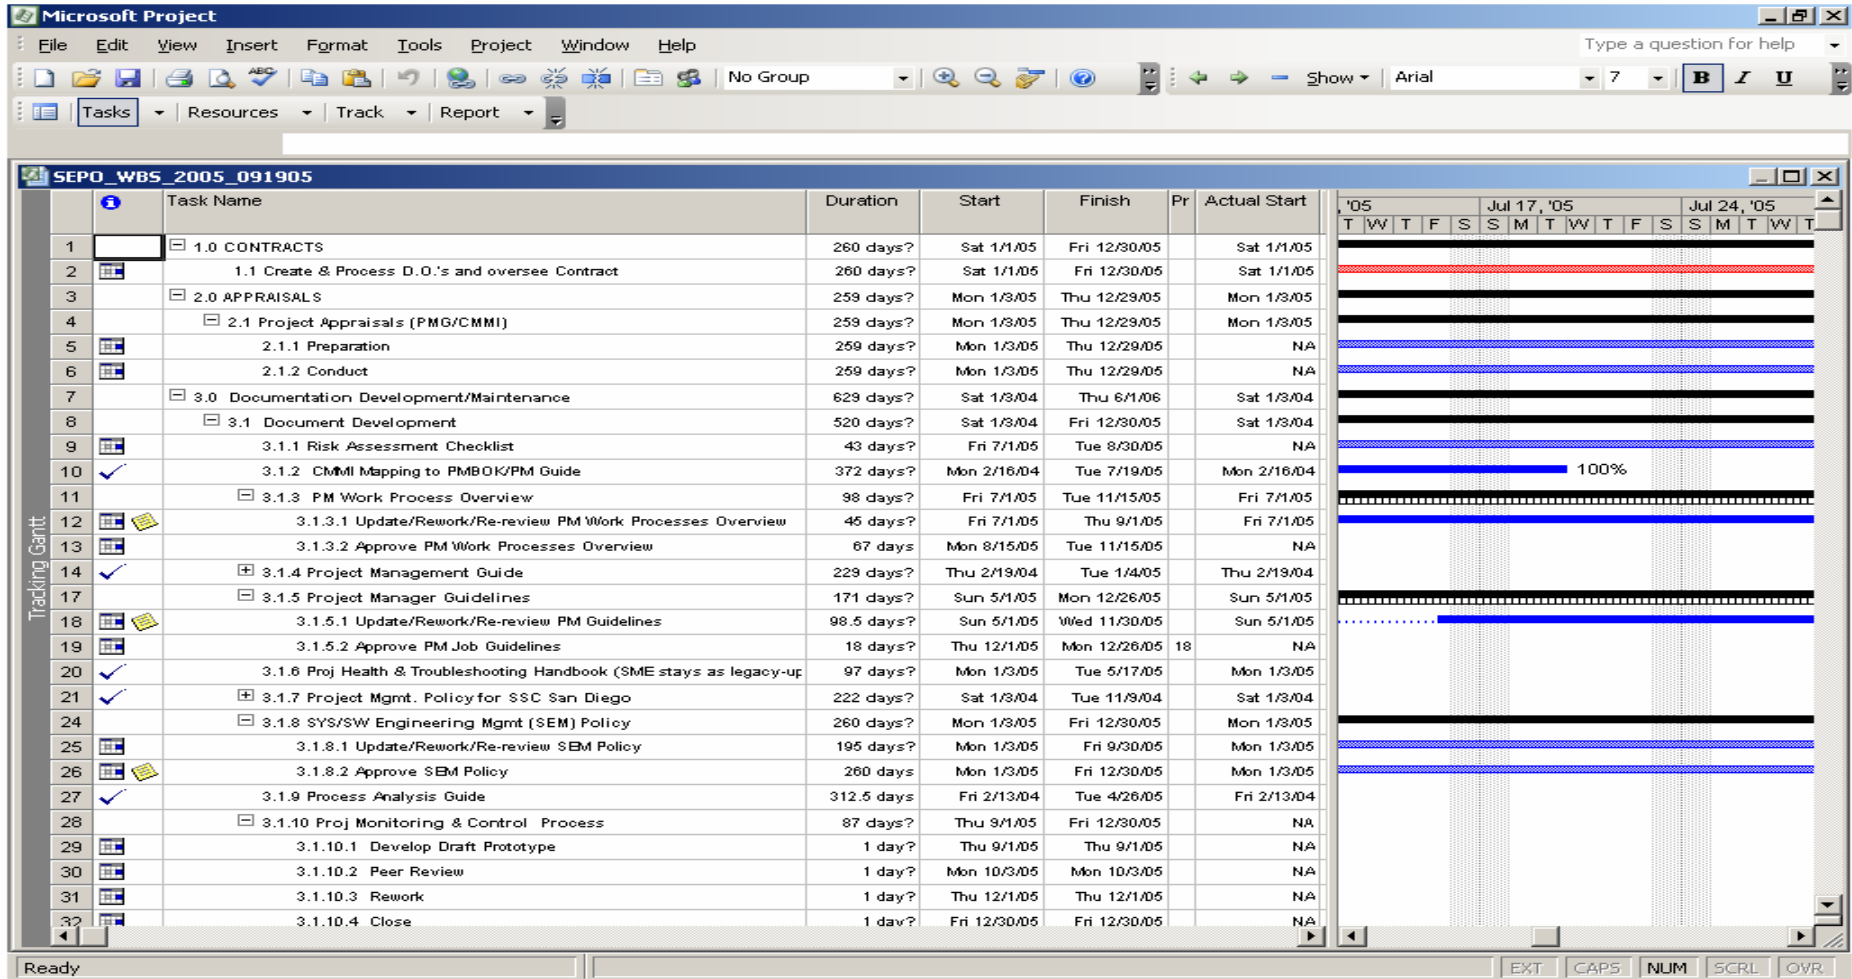 Microsoft Project
File Edit View Insert Format Tools Project Window Help Type a question for help
ABC No Group Show Arial 7 B I U
Tasks Resources Track Report
SEPO_WBS_2005_091905
Task Name Duration Start Finish Pr Actual Start , '05 Jul 17, '05 Jul 24, '05
T W T F S S M T W T F S S M T W T
1 1.0 CONTRACTS 260 days? Sat 1/1/05 Fri 12/30/05 Sat 1/1/05
2 1.1 Create & Process D.O.'s and oversee Contract 260 days? Sat 1/1/05 Fri 12/30/05 Sat 1/1/05
3 2.0 APPRAISALS 259 days? Mon 1/3/05 Thu 12/29/05 Mon 1/3/05
4 2.1 Project Appraisals (PMG/CMMI) 259 days? Mon 1/3/05 Thu 12/29/05 Mon 1/3/05
5 2.1.1 Preparation 259 days? Mon 1/3/05 Thu 12/29/05 NA
6 2.1.2 Conduct 259 days? Mon 1/3/05 Thu 12/29/05 NA
7 3.0 Documentation Development/Maintenance 629 days? Sat 1/3/04 Thu 6/1/06 Sat 1/3/04
8 3.1 Document Development 520 days? Sat 1/3/04 Fri 12/30/05 Sat 1/3/04
9 3.1.1 Risk Assessment Checklist 43 days? Fri 7/1/05 Tue 8/30/05 NA
10 3.1.2 CMMI Mapping to PMBOK/PM Guide 372 days? Mon 2/16/04 Tue 7/19/05 Mon 2/16/04 100%
11 3.1.3 PM Work Process Overview 98 days? Fri 7/1/05 Tue 11/15/05 Fri 7/1/05
12 3.1.3.1 Update/Rework/Re-review PM Work Processes Overview 45 days? Fri 7/1/05 Thu 9/1/05 Fri 7/1/05
13 3.1.3.2 Approve PM Work Processes Overview 67 days Mon 8/15/05 Tue 11/15/05 NA
14 3.1.4 Project Management Guide 229 days? Thu 2/19/04 Tue 1/4/05 Thu 2/19/04
17 3.1.5 Project Manager Guidelines 171 days? Sun 5/1/05 Mon 12/26/05 Sun 5/1/05
18 3.1.5.1 Update/Rework/Re-review PM Guidelines 98.5 days? Sun 5/1/05 Wed 11/30/05 Sun 5/1/05
19 3.1.5.2 Approve PM Job Guidelines 18 days? Thu 12/1/05 Mon 12/26/05 18 NA
20 3.1.6 Proj Health & Troubleshooting Handbook (SME stays as legacy-up 97 days? Mon 1/3/05 Tue 5/17/05 Mon 1/3/05
21 3.1.7 Project Mgmt. Policy for SSC San Diego 222 days? Sat 1/3/04 Tue 11/9/04 Sat 1/3/04
24 3.1.8 SYS/SW Engineering Mgmt (SEM) Policy 260 days? Mon 1/3/05 Fri 12/30/05 Mon 1/3/05
25 3.1.8.1 Update/Rework/Re-review SEM Policy 195 days? Mon 1/3/05 Fri 9/30/05 Mon 1/3/05
26 3.1.8.2 Approve SEM Policy 260 days Mon 1/3/05 Fri 12/30/05 Mon 1/3/05
27 3.1.9 Process Analysis Guide 312.5 days Fri 2/13/04 Tue 4/26/05 Fri 2/13/04
28 3.1.10 Proj Monitoring & Control Process 87 days? Thu 9/1/05 Fri 12/30/05 NA
29 3.1.10.1 Develop Draft Prototype 1 day? Thu 9/1/05 Thu 9/1/05 NA
30 3.1.10.2 Peer Review 1 day? Mon 10/3/05 Mon 10/3/05 NA
31 3.1.10.3 Rework 1 day? Thu 12/1/05 Thu 12/1/05 NA
32 3.1.10.4 Close 1 day? Fri 12/30/05 Fri 12/30/05 NA
Tracking Gantt
Ready EXT CAPS NUM SCRL OVR